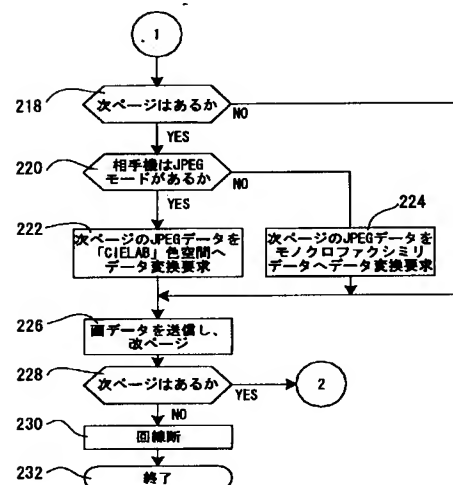 1
218
次ページはあるか
NO
YES
220
相手機はJPEG
モードがあるか
NO
YES
224
222
次ページのJPEGデータを
「CIELAB」色空間へ
データ変換要求
次ページのJPEGデータを
モノクロファクシミリ
データへデータ変換要求
226
画データを送信し、
改ページ
228
次ページはあるか
YES
2
NO
230
回線断
232
終了